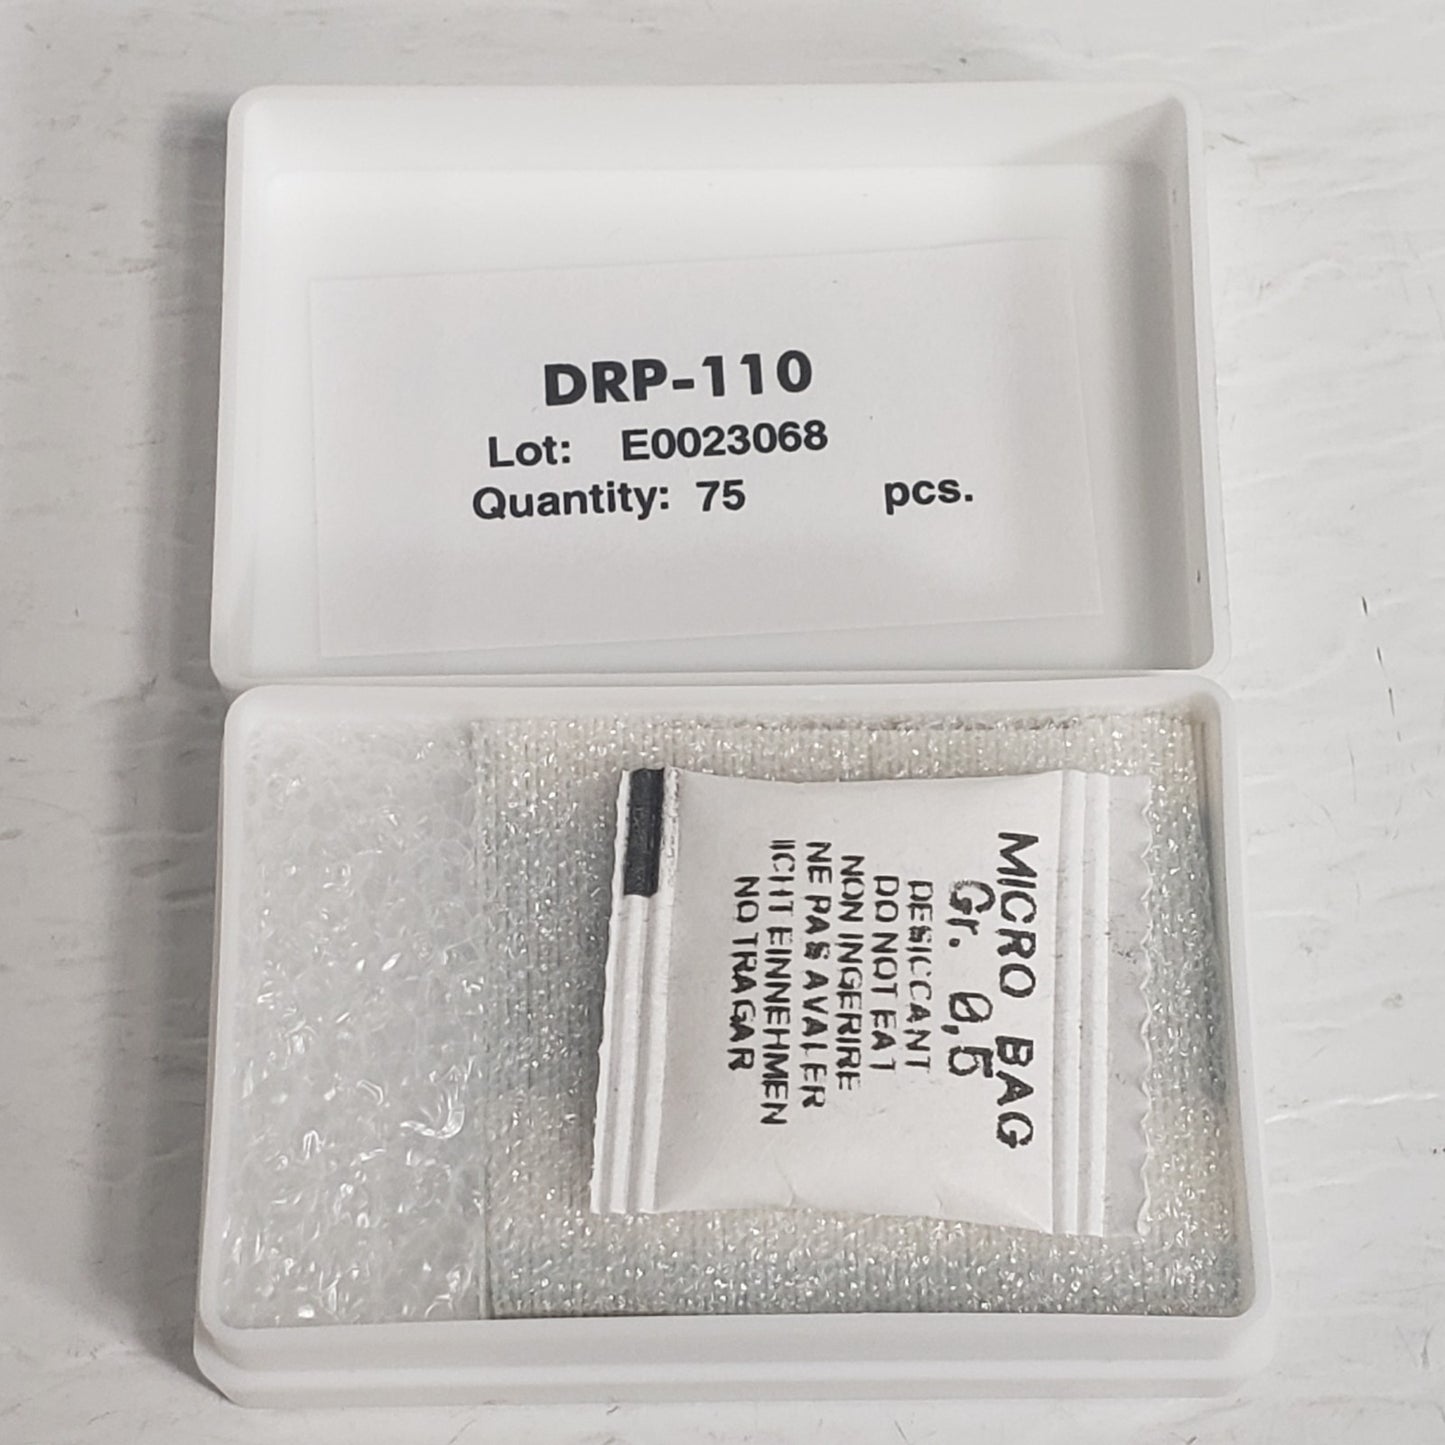 DRP-110
Lot: E0023068
Quantity: 75 pcs.
MICRO BAG
Gr. 0,5
DESICCANT
DO NOT EAT
NON INGERIRE
NE PAS AVALER
NICHT EINNEHMEN
NO TRAGAR